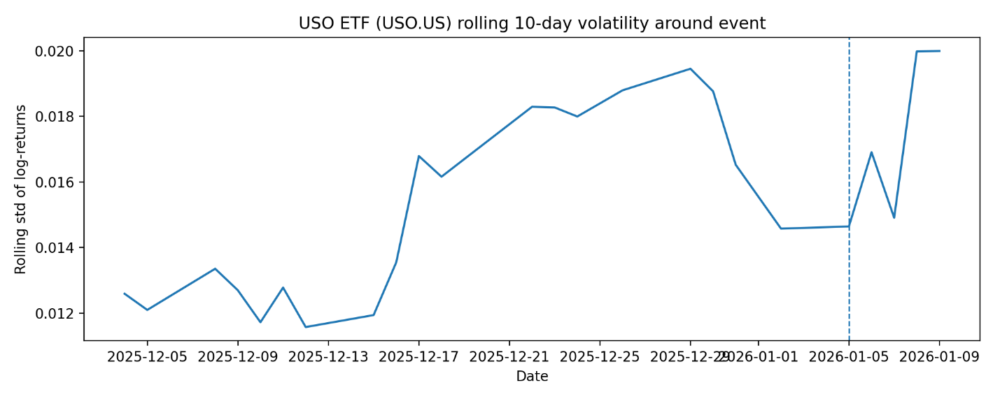 USO ETF (USO.US) rolling 10-day volatility around event
Rolling std of log-returns
0.020
0.018
0.016
0.014
0.012
2025-12-05 2025-12-09 2025-12-13 2025-12-17 2025-12-21 2025-12-25 2025-12-29 2026-01-01 2026-01-05 2026-01-09
Date